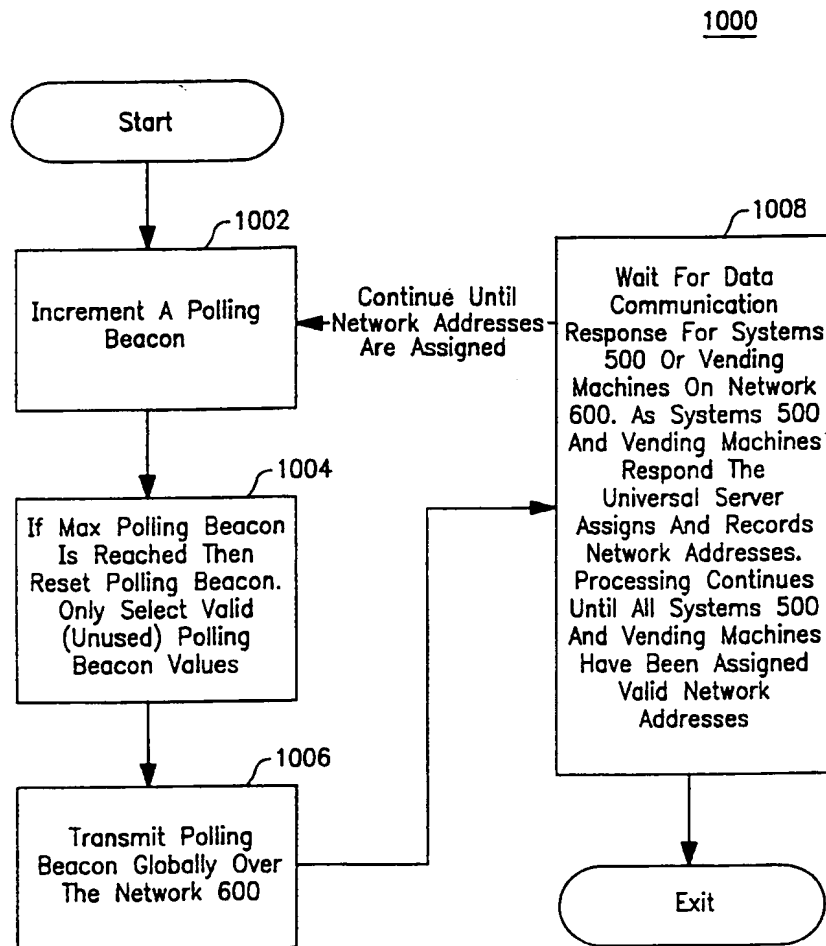 1000
Start
1002
Increment A Polling
Beacon
1004
If Max Polling Beacon
Is Reached Then
Reset Polling Beacon.
Only Select Valid
(Unused) Polling
Beacon Values
1006
Transmit Polling
Beacon Globally Over
The Network 600
Continue Until
Network Addresses
Are Assigned
1008
Wait For Data
Communication
Response For Systems
500 Or Vending
Machines On Network
600. As Systems 500
And Vending Machines
Respond The
Universal Server
Assigns And Records
Network Addresses.
Processing Continues
Until All Systems 500
And Vending Machines
Have Been Assigned
Valid Network
Addresses
Exit